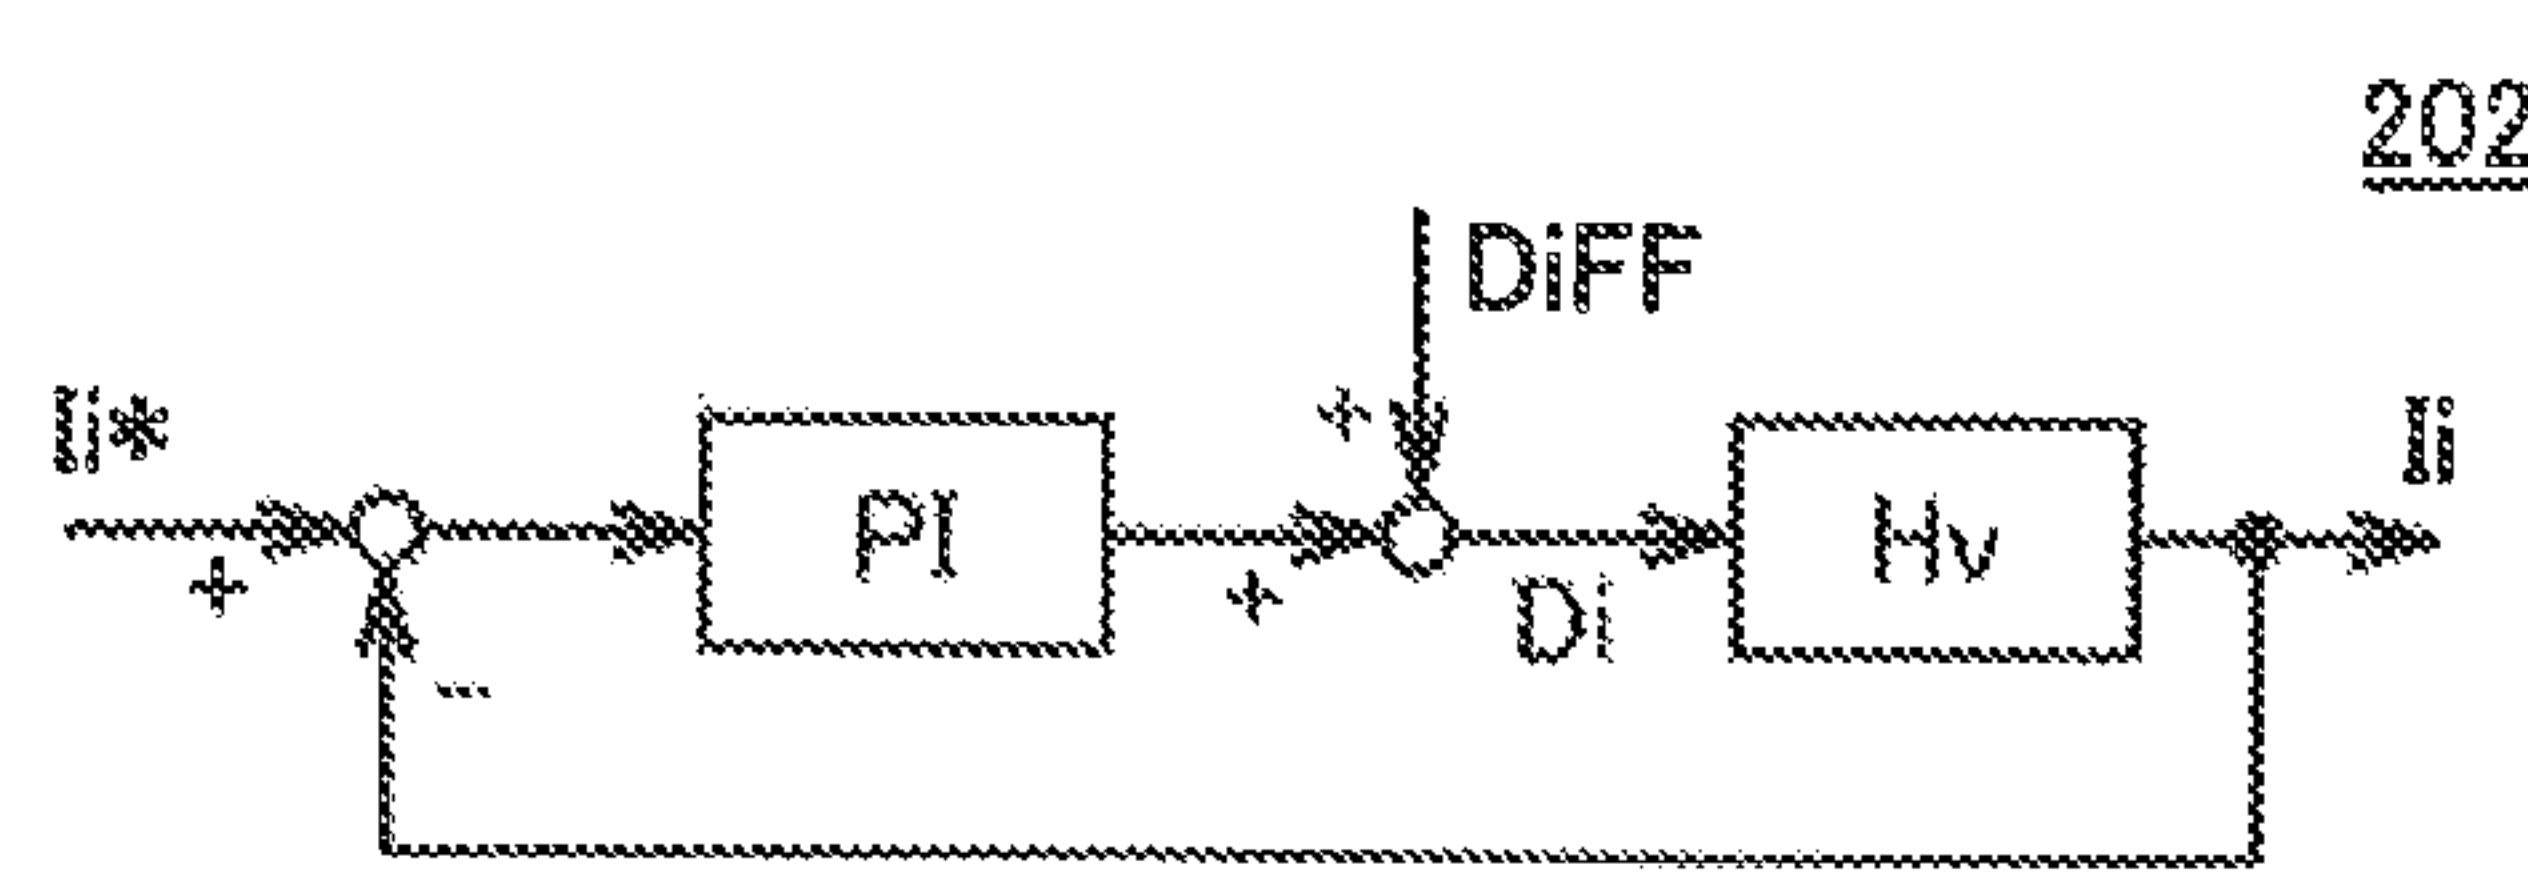 202
DiFF
Ii*
Ii
+
PI
Hv
+
+
Di
-